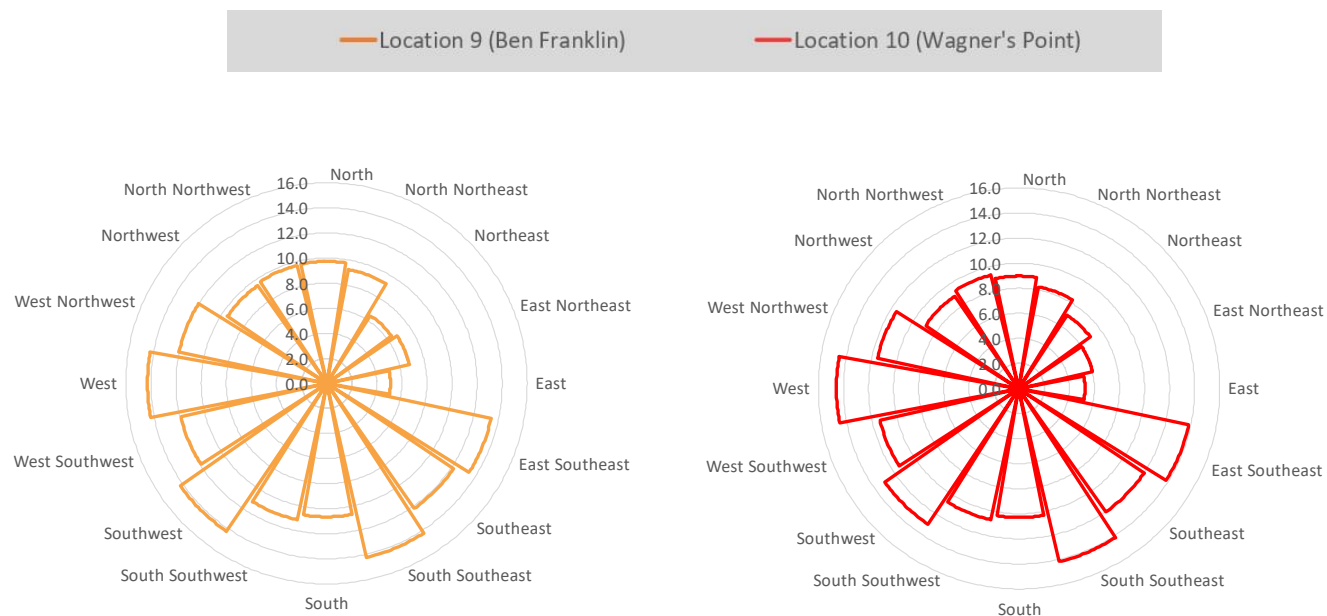 Location 9 (Ben Franklin)
Location 10 (Wagner's Point)
North
North Northeast
Northeast
East Northeast
East
East Southeast
Southeast
South Southeast
South
South Southwest
Southwest
West Southwest
West
West Northwest
Northwest
North Northwest
16.0
14.0
12.0
10.0
8.0
6.0
4.0
2.0
0.0
North
North Northeast
Northeast
East Northeast
East
East Southeast
Southeast
South Southeast
South
South Southwest
Southwest
West Southwest
West
West Northwest
Northwest
North Northwest
16.0
14.0
12.0
10.0
8.0
6.0
4.0
2.0
0.0